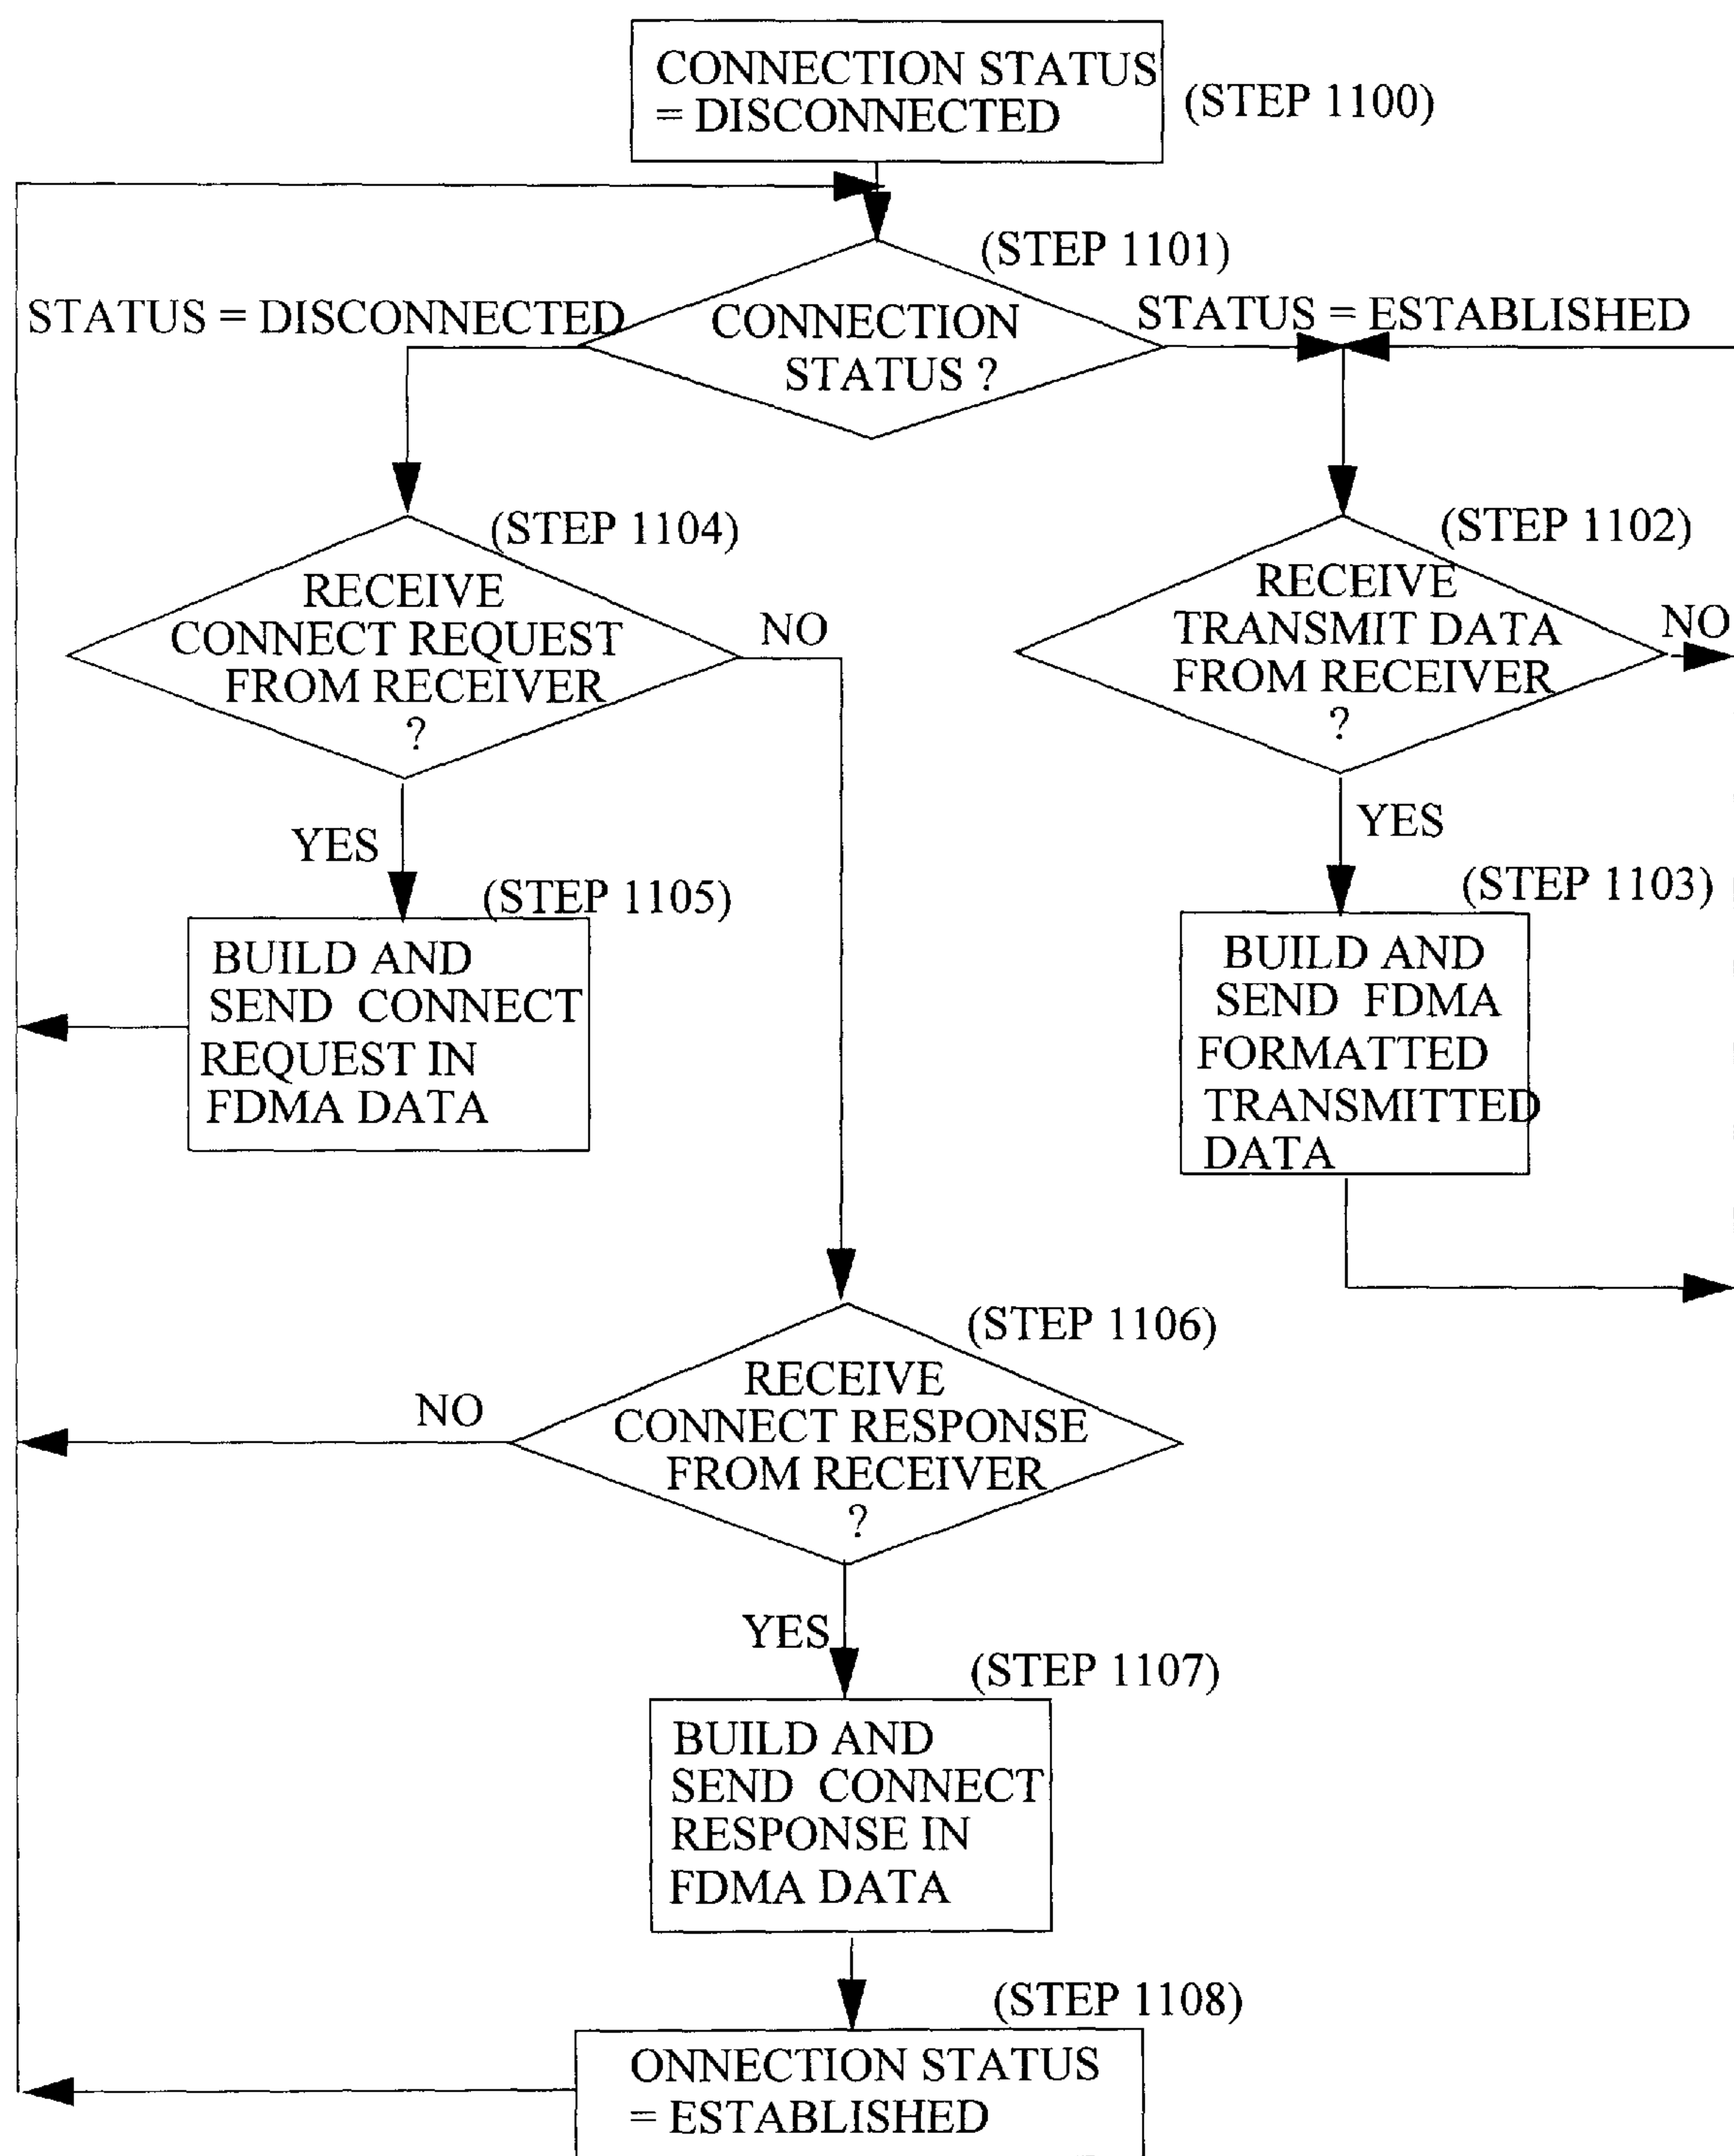 CONNECTION STATUS
= DISCONNECTED
(STEP 1100)
(STEP 1101)
STATUS = DISCONNECTED
CONNECTION
STATUS ?
STATUS = ESTABLISHED
(STEP 1104)
RECEIVE
CONNECT REQUEST
FROM RECEIVER
?
NO
(STEP 1102)
RECEIVE
TRANSMIT DATA
FROM RECEIVER
?
NO
YES
(STEP 1105)
BUILD AND
SEND CONNECT
REQUEST IN
FDMA DATA
YES
(STEP 1103)
BUILD AND
SEND FDMA
FORMATTED
TRANSMITTED
DATA
(STEP 1106)
RECEIVE
CONNECT RESPONSE
FROM RECEIVER
?
NO
YES
(STEP 1107)
BUILD AND
SEND CONNECT
RESPONSE IN
FDMA DATA
(STEP 1108)
ONNECTION STATUS
= ESTABLISHED